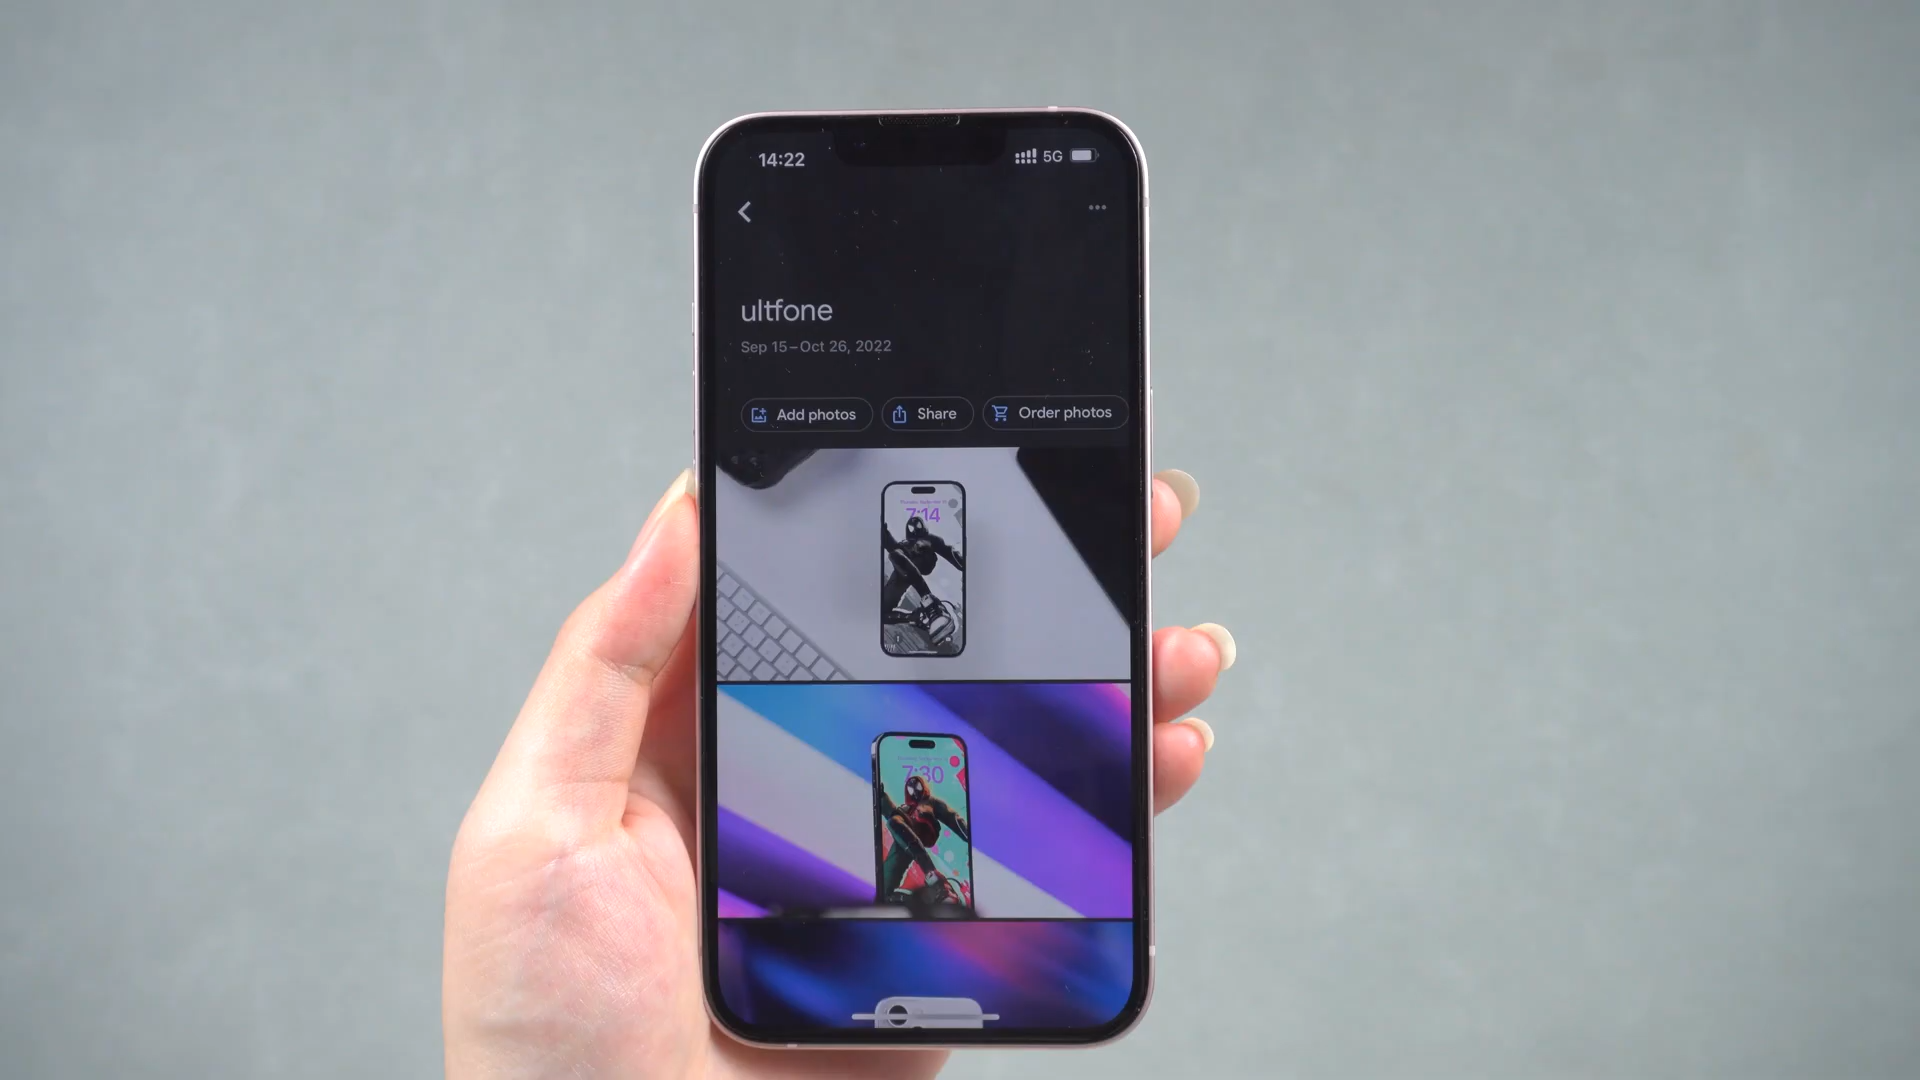 14:22
5G
ultfone
Sep 15–Oct 26, 2022
Add photos
Share
Order photos
7:14
7:30